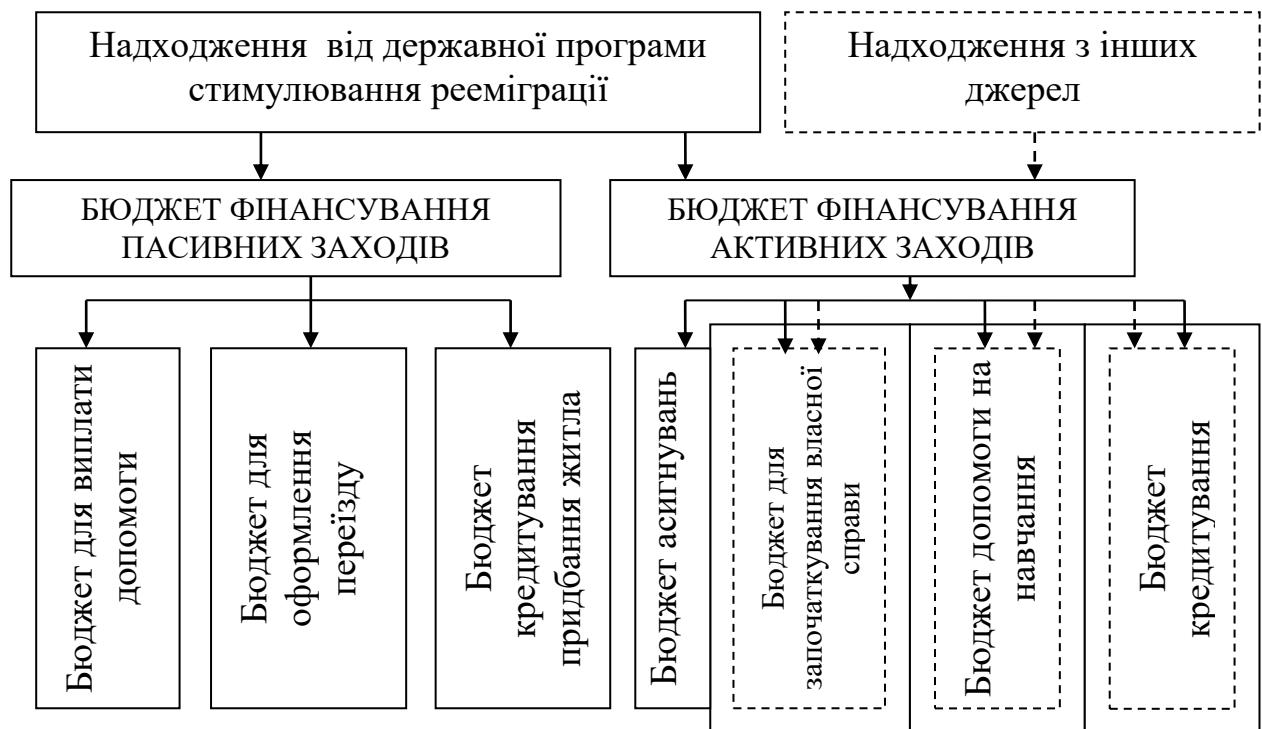 Надходження від державної програми
стимулювання рееміграції
Надходження з інших
джерел
БЮДЖЕТ ФІНАНСУВАННЯ
ПАСИВНИХ ЗАХОДІВ
БЮДЖЕТ ФІНАНСУВАННЯ
АКТИВНИХ ЗАХОДІВ
Бюджет для виплати
допомоги
Бюджет для
оформлення
переїзду
Бюджет
кредитування
придбання житла
Бюджет асигнувань
Бюджет для
започаткування власної
справи
Бюджет допомоги на
навчання
Бюджет
кредитування